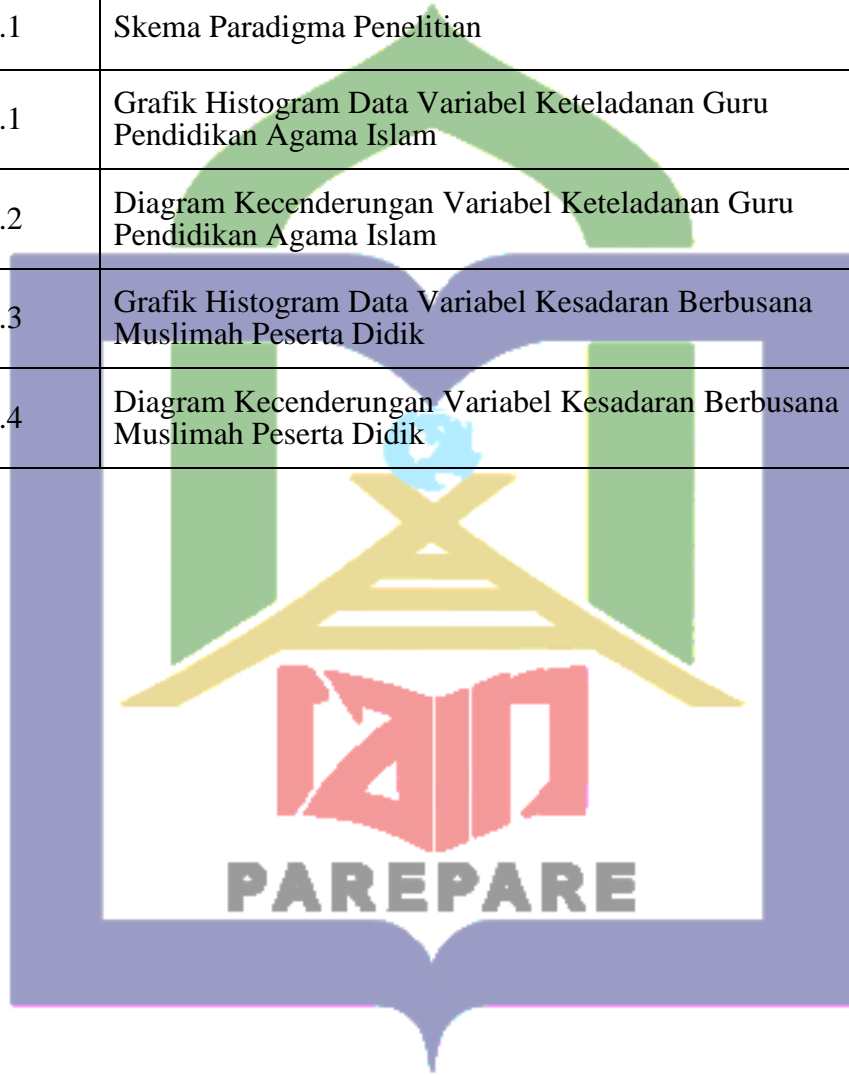 .1 Skema Paradigma Penelitian
.1 Grafik Histogram Data Variabel Keteladanan Guru
Pendidikan Agama Islam
.2 Diagram Kecenderungan Variabel Keteladanan Guru
Pendidikan Agama Islam
.3 Grafik Histogram Data Variabel Kesadaran Berbusana
Muslimah Peserta Didik
.4 Diagram Kecenderungan Variabel Kesadaran Berbusana
Muslimah Peserta Didik
iain
PAREPARE